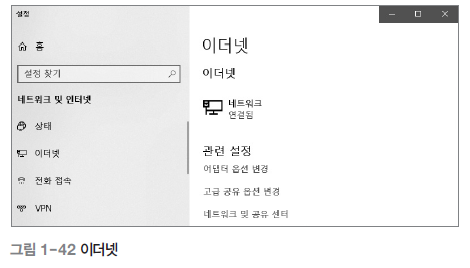 설정
홈
설정 찾기
네트워크 및 인터넷
상태
이더넷
전화 접속
VPN
이더넷
이더넷
네트워크
연결됨
관련 설정
어댑터 옵션 변경
고급 공유 옵션 변경
네트워크 및 공유 센터
그림 1-42 이더넷